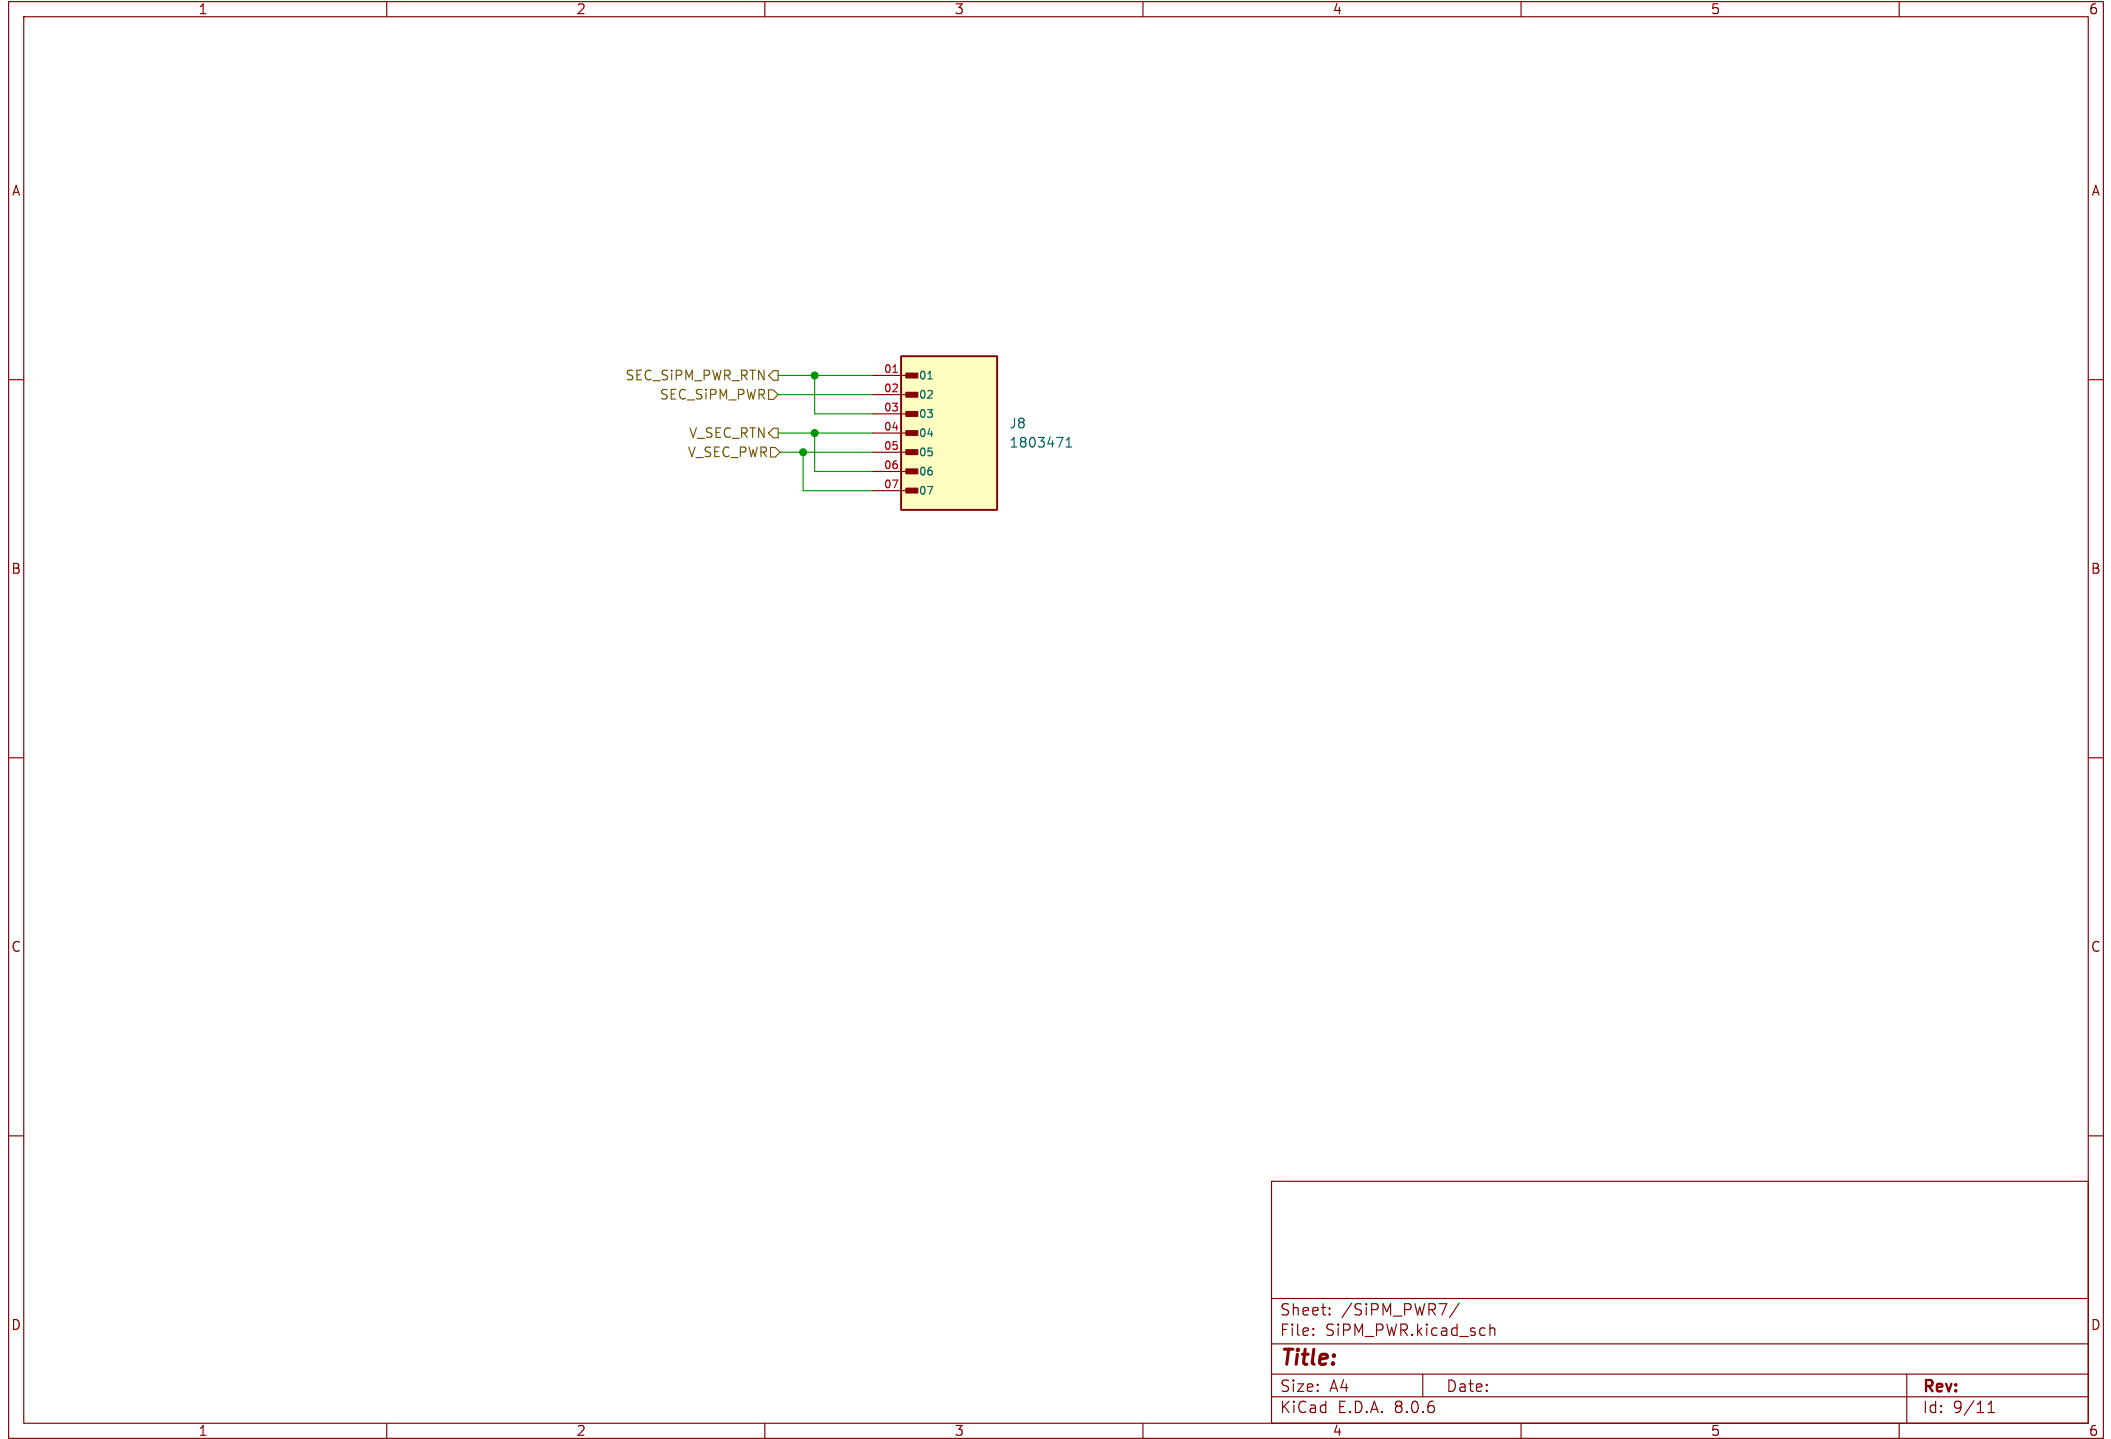 1 2 3 4 5 6
A A
SEC_SiPM_PWR_RTN 01 01
SEC_SiPM_PWR 02 02
03 03
J8
V_SEC_RTN 04 04
1803471
V_SEC_PWR 05 05
06 06
07 07
B B
C C
Sheet: /SiPM_PWR7/
D D
File: SiPM_PWR.kicad_sch
Title:
Size: A4 Date: Rev:
KiCad E.D.A. 8.0.6 Id: 9/11
1 2 3 4 5 6